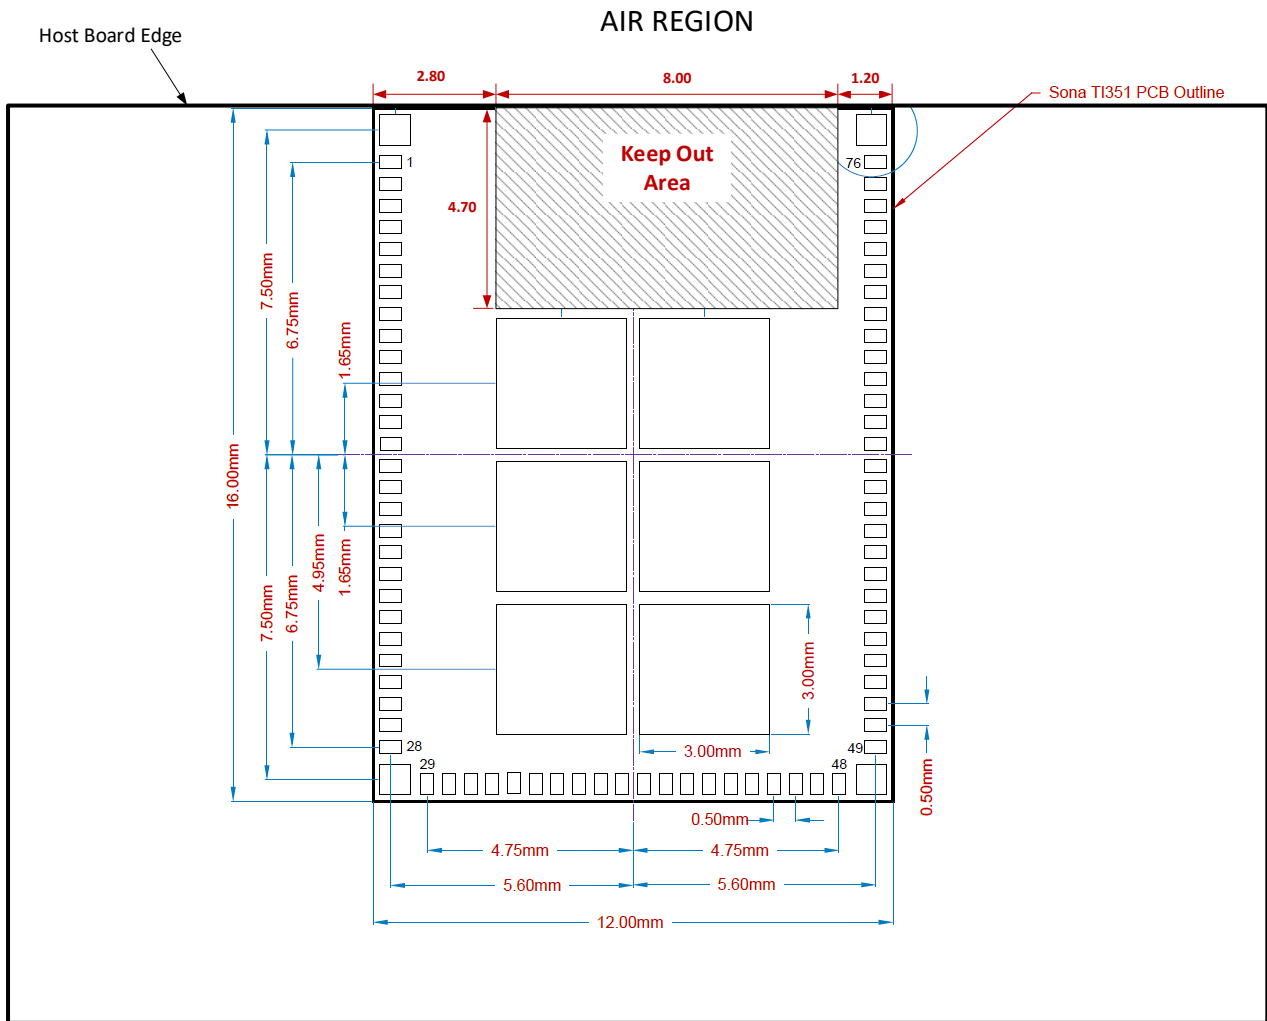 AIR REGION
Host Board Edge
2.80
8.00
1.20
Sona TI351 PCB Outline
Keep Out
Area
1
76
4.70
7.50mm
6.75mm
1.65mm
16.00mm
4.95mm
1.65mm
7.50mm
6.75mm
3.00mm
3.00mm
28
49
29
48
0.50mm
0.50mm
4.75mm
4.75mm
5.60mm
5.60mm
12.00mm